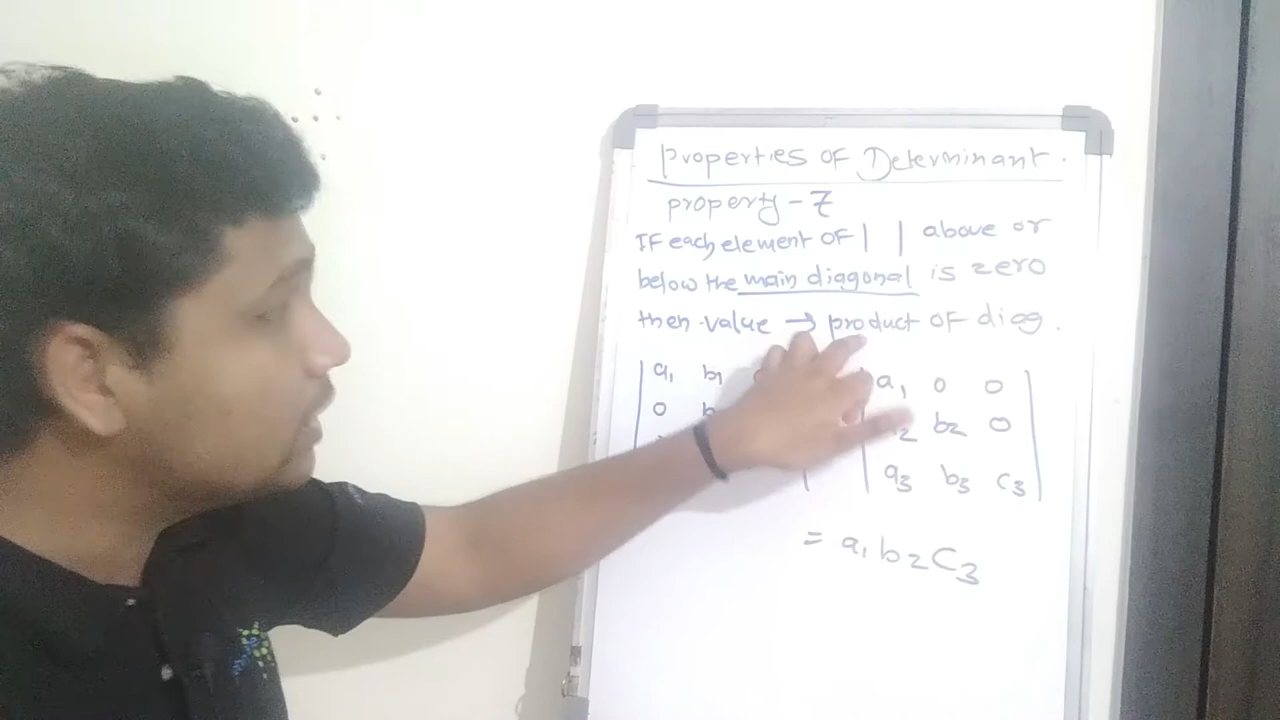 Properties OF Determinant.
property - 7
IF each element OF | | above or
below the main diagonal is zero
then value → product OF diag.
a₁ b₁ a₁ 0 0
0 b₂ 0
a₃ b₃ c₃
= a₁ b₂ C₃